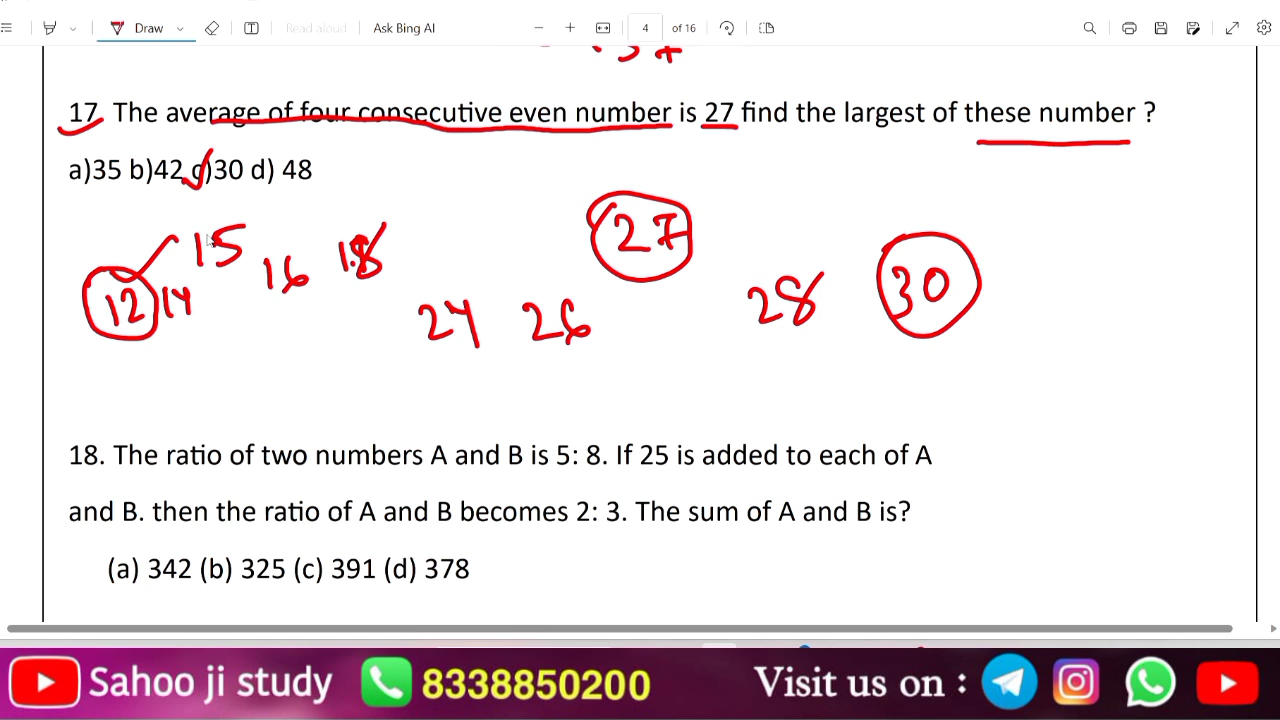 Draw
Read aloud
Ask Bing AI
4 of 16
17. The average of four consecutive even number is 27 find the largest of these number ?
a)35 b)42 c)30 d) 48
27
15
16 18
12 14
24 26 28 30
18. The ratio of two numbers A and B is 5: 8. If 25 is added to each of A
and B. then the ratio of A and B becomes 2: 3. The sum of A and B is?
(a) 342 (b) 325 (c) 391 (d) 378
Sahoo ji study 8338850200 Visit us on :